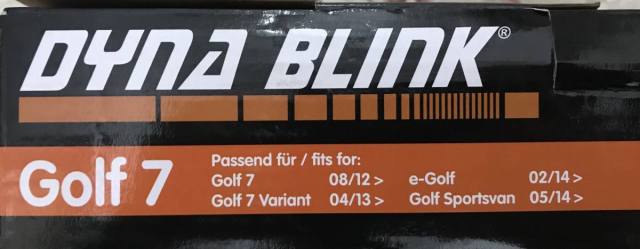 DYNA BLINK®
Golf 7
Passend für / fits for:
Golf 7 08/12 > e-Golf 02/14 >
Golf 7 Variant 04/13 > Golf Sportsvan 05/14 >